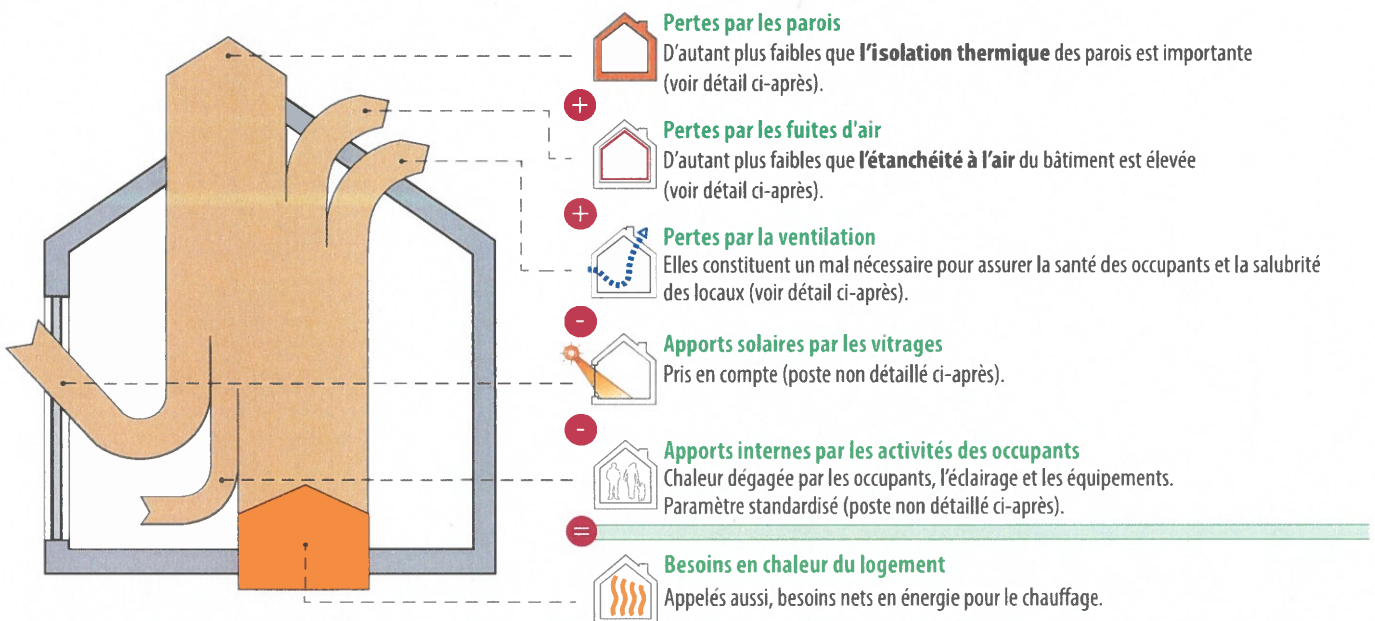 Pertes par les parois
D'autant plus faibles que l'isolation thermique des parois est importante
(voir détail ci-après).
+
Pertes par les fuites d'air
D'autant plus faibles que l'étanchéité à l'air du bâtiment est élevée
(voir détail ci-après).
+
Pertes par la ventilation
Elles constituent un mal nécessaire pour assurer la santé des occupants et la salubrité
des locaux (voir détail ci-après).
-
Apports solaires par les vitrages
Pris en compte (poste non détaillé ci-après).
-
Apports internes par les activités des occupants
Chaleur dégagée par les occupants, l'éclairage et les équipements.
Paramètre standardisé (poste non détaillé ci-après).
=
Besoins en chaleur du logement
Appelés aussi, besoins nets en énergie pour le chauffage.